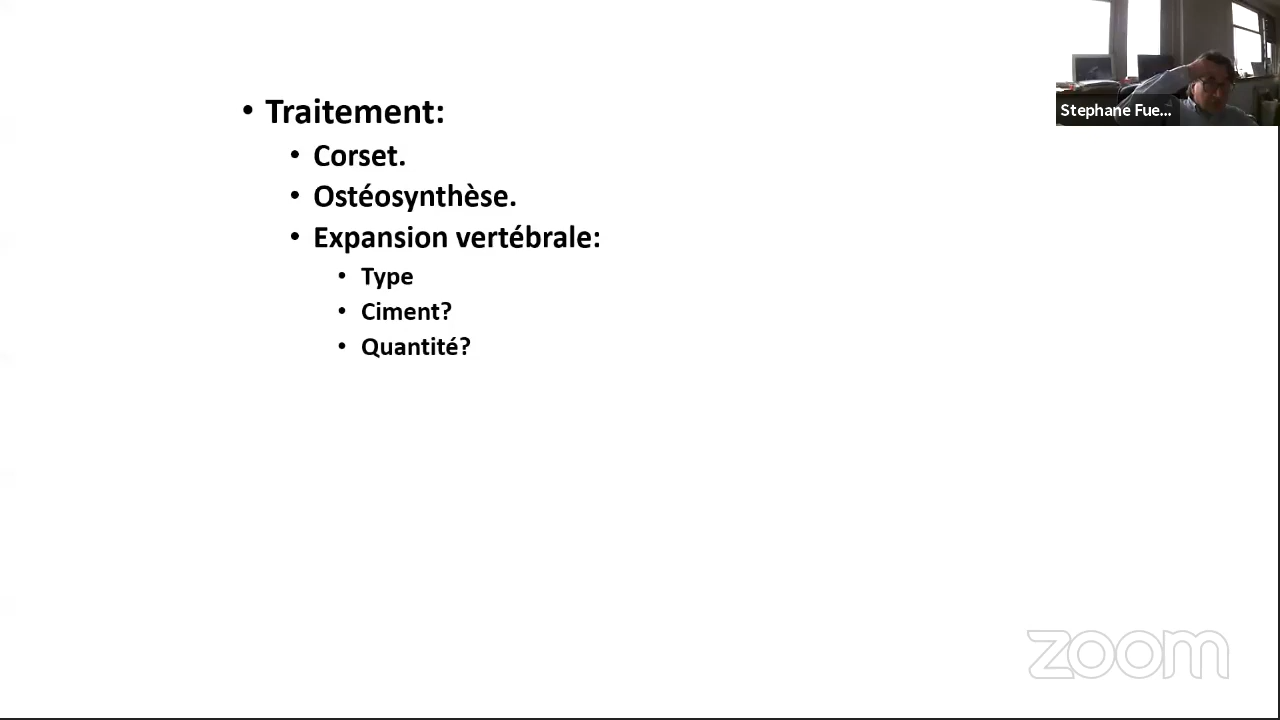 • Traitement:
• Corset.
• Ostéosynthèse.
• Expansion vertébrale:
• Type
• Ciment?
• Quantité?
Stephane Fue...
zoom